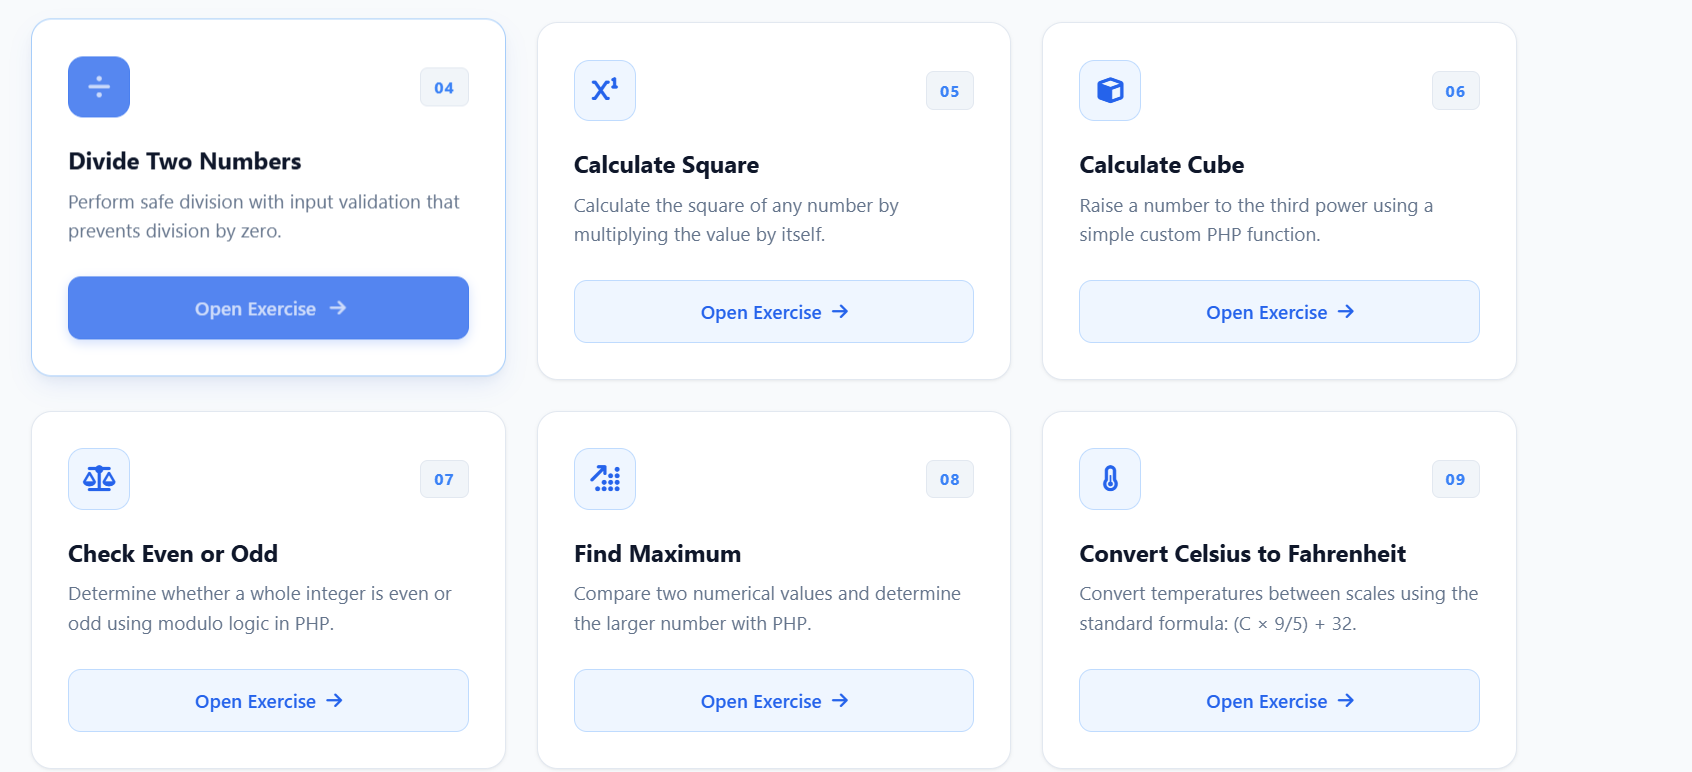 04
Divide Two Numbers
Perform safe division with input validation that
prevents division by zero.
Open Exercise →
X¹
05
Calculate Square
Calculate the square of any number by
multiplying the value by itself.
Open Exercise →
06
Calculate Cube
Raise a number to the third power using a
simple custom PHP function.
Open Exercise →
07
Check Even or Odd
Determine whether a whole integer is even or
odd using modulo logic in PHP.
Open Exercise →
08
Find Maximum
Compare two numerical values and determine
the larger number with PHP.
Open Exercise →
09
Convert Celsius to Fahrenheit
Convert temperatures between scales using the
standard formula: (C × 9/5) + 32.
Open Exercise →